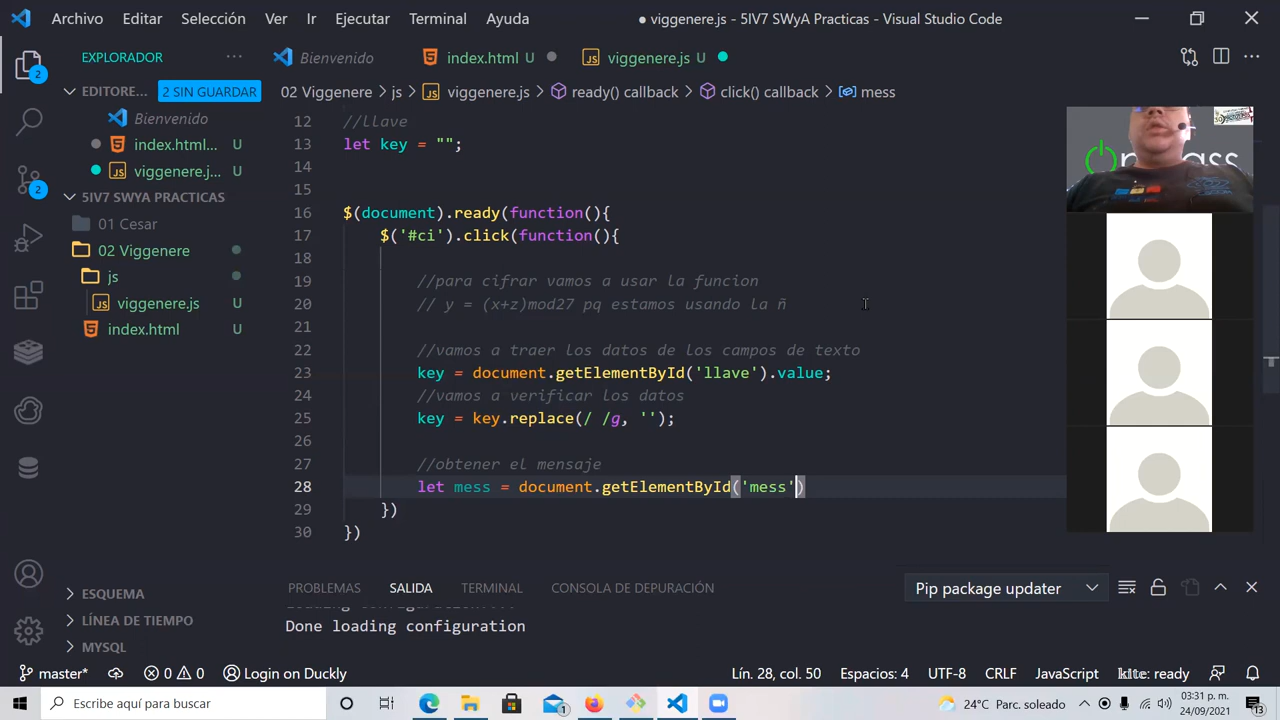 Archivo Editar Selección Ver Ir Ejecutar Terminal Ayuda ● viggenere.js - 5IV7 SWyA Practicas - Visual Studio Code
EXPLORADOR ··· Bienvenido index.html U viggenere.js U
EDITORE... 2 SIN GUARDAR
Bienvenido
index.html... U
viggenere.j... U
5IV7 SWYA PRACTICAS
01 Cesar
02 Viggenere
js
viggenere.js U
index.html U
ESQUEMA
LÍNEA DE TIEMPO
MYSQL
02 Viggenere > js > viggenere.js > ready() callback > click() callback > mess
12 //llave
13 let key = "";
14
15
16 $(document).ready(function(){
17 $('#ci').click(function(){
18
19 //para cifrar vamos a usar la funcion
20 // y = (x+z)mod27 pq estamos usando la ñ
21
22 //vamos a traer los datos de los campos de texto
23 key = document.getElementById('llave').value;
24 //vamos a verificar los datos
25 key = key.replace(/ /g, '');
26
27 //obtener el mensaje
28 let mess = document.getElementById('mess')
29 })
30 })
PROBLEMAS SALIDA TERMINAL CONSOLA DE DEPURACIÓN Pip package updater
Done loading configuration
master* 0 0 Login on Duckly Lín. 28, col. 50 Espacios: 4 UTF-8 CRLF JavaScript kite: ready
Escribe aquí para buscar 24°C Parc. soleado 03:31 p. m.
24/09/2021